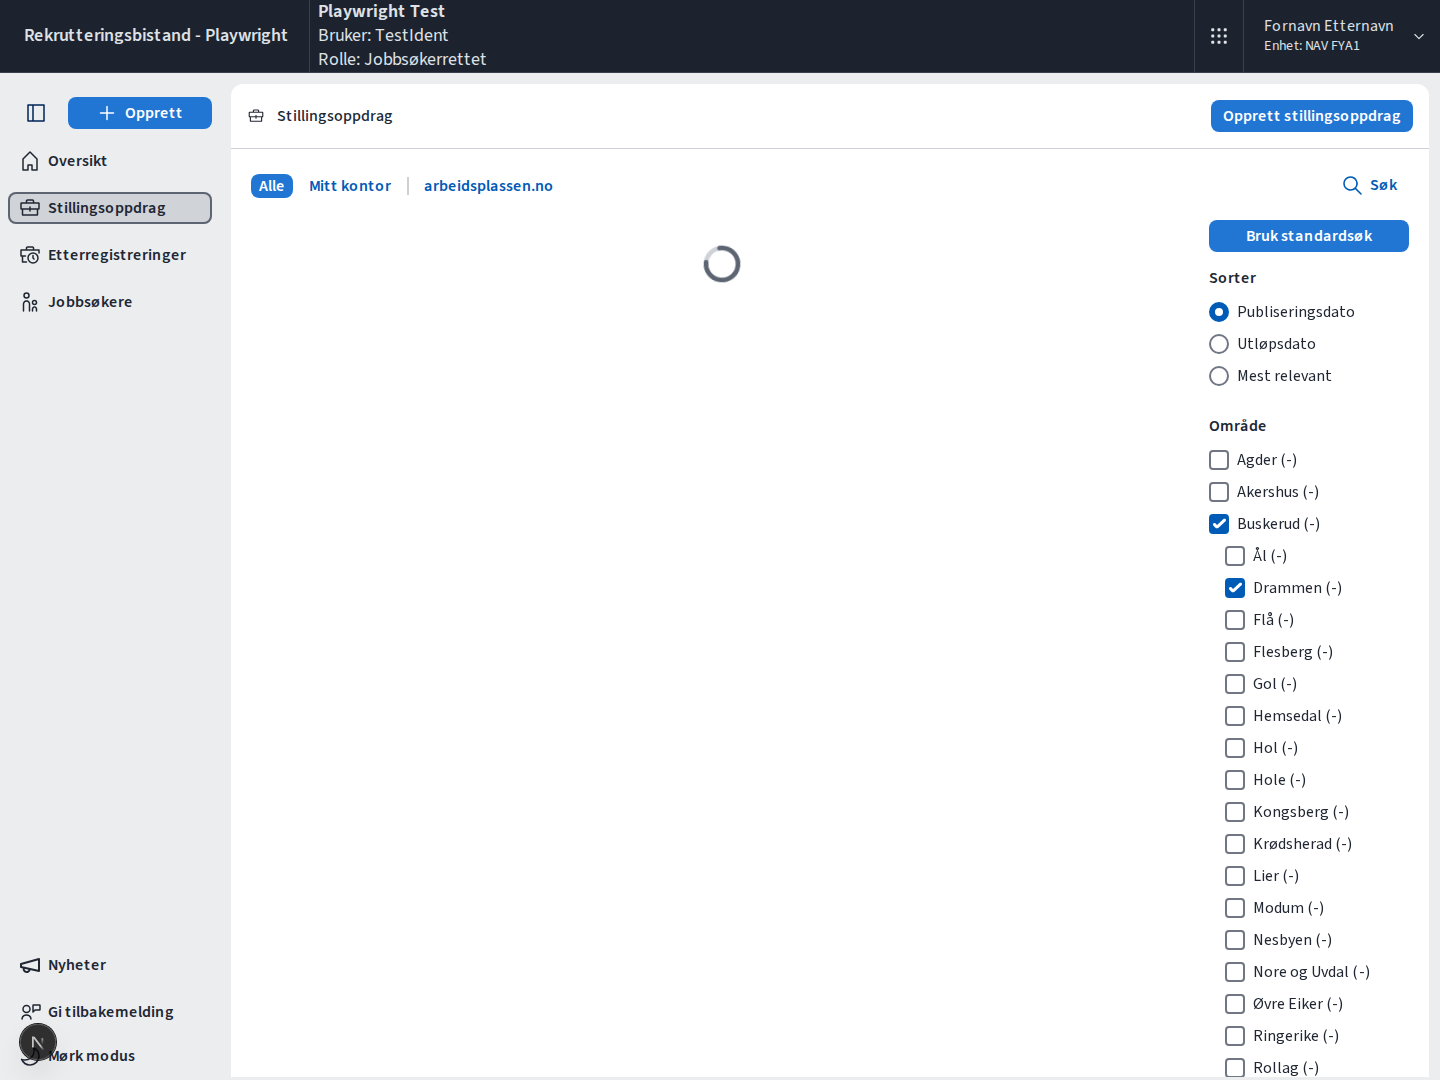 Rekrutteringsbistand - Playwright
Playwright Test
Bruker: TestIdent
Rolle: Jobbsøkerrettet
Fornavn Etternavn
Enhet: NAV FYA1
Opprett
Oversikt
Stillingsoppdrag
Etterregistreringer
Jobbsøkere
Nyheter
Gi tilbakemelding
Mørk modus
N
Stillingsoppdrag
Opprett stillingsoppdrag
Alle
Mitt kontor
arbeidsplassen.no
Søk
Bruk standardsøk
Sorter
Publiseringsdato
Utløpsdato
Mest relevant
Område
Agder (-)
Akershus (-)
Buskerud (-)
Ål (-)
Drammen (-)
Flå (-)
Flesberg (-)
Gol (-)
Hemsedal (-)
Hol (-)
Hole (-)
Kongsberg (-)
Krødsherad (-)
Lier (-)
Modum (-)
Nesbyen (-)
Nore og Uvdal (-)
Øvre Eiker (-)
Ringerike (-)
Rollag (-)